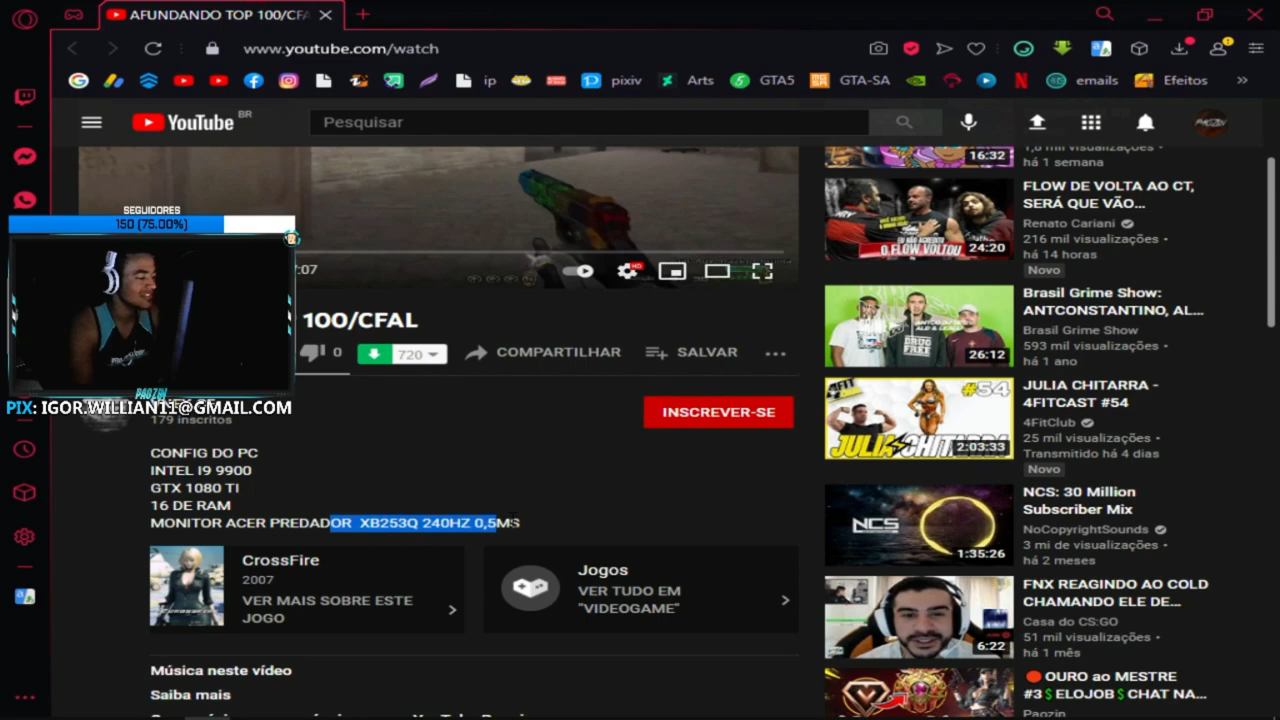 AFUNDANDO TOP 100/CFA
www.youtube.com/watch
ip
pixiv
Arts
GTA5
GTA-SA
emails
Efeitos
YouTube BR
Pesquisar
16:32
há 1 semana
SEGUIDORES
150 (75.00%)
PAOZIN
PIX: IGOR.WILLIAN11@GMAIL.COM
:07
HD
100/CFAL
0
720
COMPARTILHAR
SALVAR
179 inscritos
INSCREVER-SE
CONFIG DO PC
INTEL I9 9900
GTX 1080 TI
16 DE RAM
MONITOR ACER PREDADOR XB253Q 240HZ 0,5MS
CrossFire
2007
VER MAIS SOBRE ESTE
JOGO
Jogos
VER TUDO EM
"VIDEOGAME"
Música neste vídeo
Saiba mais
O FLOW VOLTOU
24:20
FLOW DE VOLTA AO CT,
SERÁ QUE VÃO...
Renato Cariani
216 mil visualizações •
há 14 horas
Novo
DRUG
FREE
26:12
Brasil Grime Show:
ANTCONSTANTINO, AL...
Brasil Grime Show
593 mil visualizações •
há 1 ano
#54
JULIA CHITARRA
2:03:33
JULIA CHITARRA -
4FITCAST #54
4FitClub
25 mil visualizações •
Transmitido há 4 dias
Novo
NCS
1:35:26
NCS: 30 Million
Subscriber Mix
NoCopyrightSounds
3 mi de visualizações •
há 2 meses
6:22
FNX REAGINDO AO COLD
CHAMANDO ELE DE...
Casa do CS:GO
51 mil visualizações •
há 1 mês
OURO ao MESTRE
#3$ELOJOB$CHAT NA...
Paozin